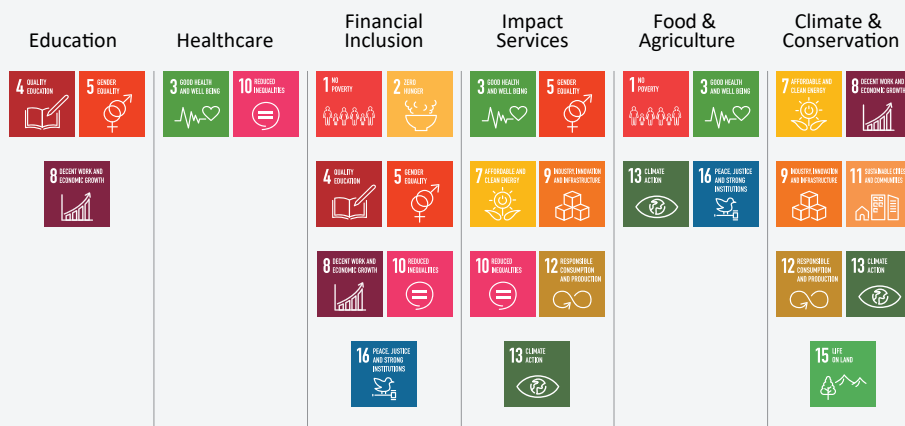 Education
Healthcare
Financial
Inclusion
Impact
Services
Food &
Agriculture
Climate &
Conservation
4 QUALITY
EDUCATION
5 GENDER
EQUALITY
8 DECENT WORK AND
ECONOMIC GROWTH
3 GOOD HEALTH
AND WELL BEING
10 REDUCED
INEQUALITIES
1 NO
POVERTY
2 ZERO
HUNGER
4 QUALITY
EDUCATION
5 GENDER
EQUALITY
8 DECENT WORK AND
ECONOMIC GROWTH
10 REDUCED
INEQUALITIES
16 PEACE, JUSTICE
AND STRONG
INSTITUTIONS
3 GOOD HEALTH
AND WELL BEING
5 GENDER
EQUALITY
7 AFFORDABLE AND
CLEAN ENERGY
9 INDUSTRY, INNOVATION
AND INFRASTRUCTURE
10 REDUCED
INEQUALITIES
12 RESPONSIBLE
CONSUMPTION
AND PRODUCTION
13 CLIMATE
ACTION
1 NO
POVERTY
3 GOOD HEALTH
AND WELL BEING
13 CLIMATE
ACTION
16 PEACE, JUSTICE
AND STRONG
INSTITUTIONS
7 AFFORDABLE AND
CLEAN ENERGY
8 DECENT WORK AND
ECONOMIC GROWTH
9 INDUSTRY, INNOVATION
AND INFRASTRUCTURE
11 SUSTAINABLE CITIES
AND COMMUNITIES
12 RESPONSIBLE
CONSUMPTION
AND PRODUCTION
13 CLIMATE
ACTION
15 LIFE
ON LAND